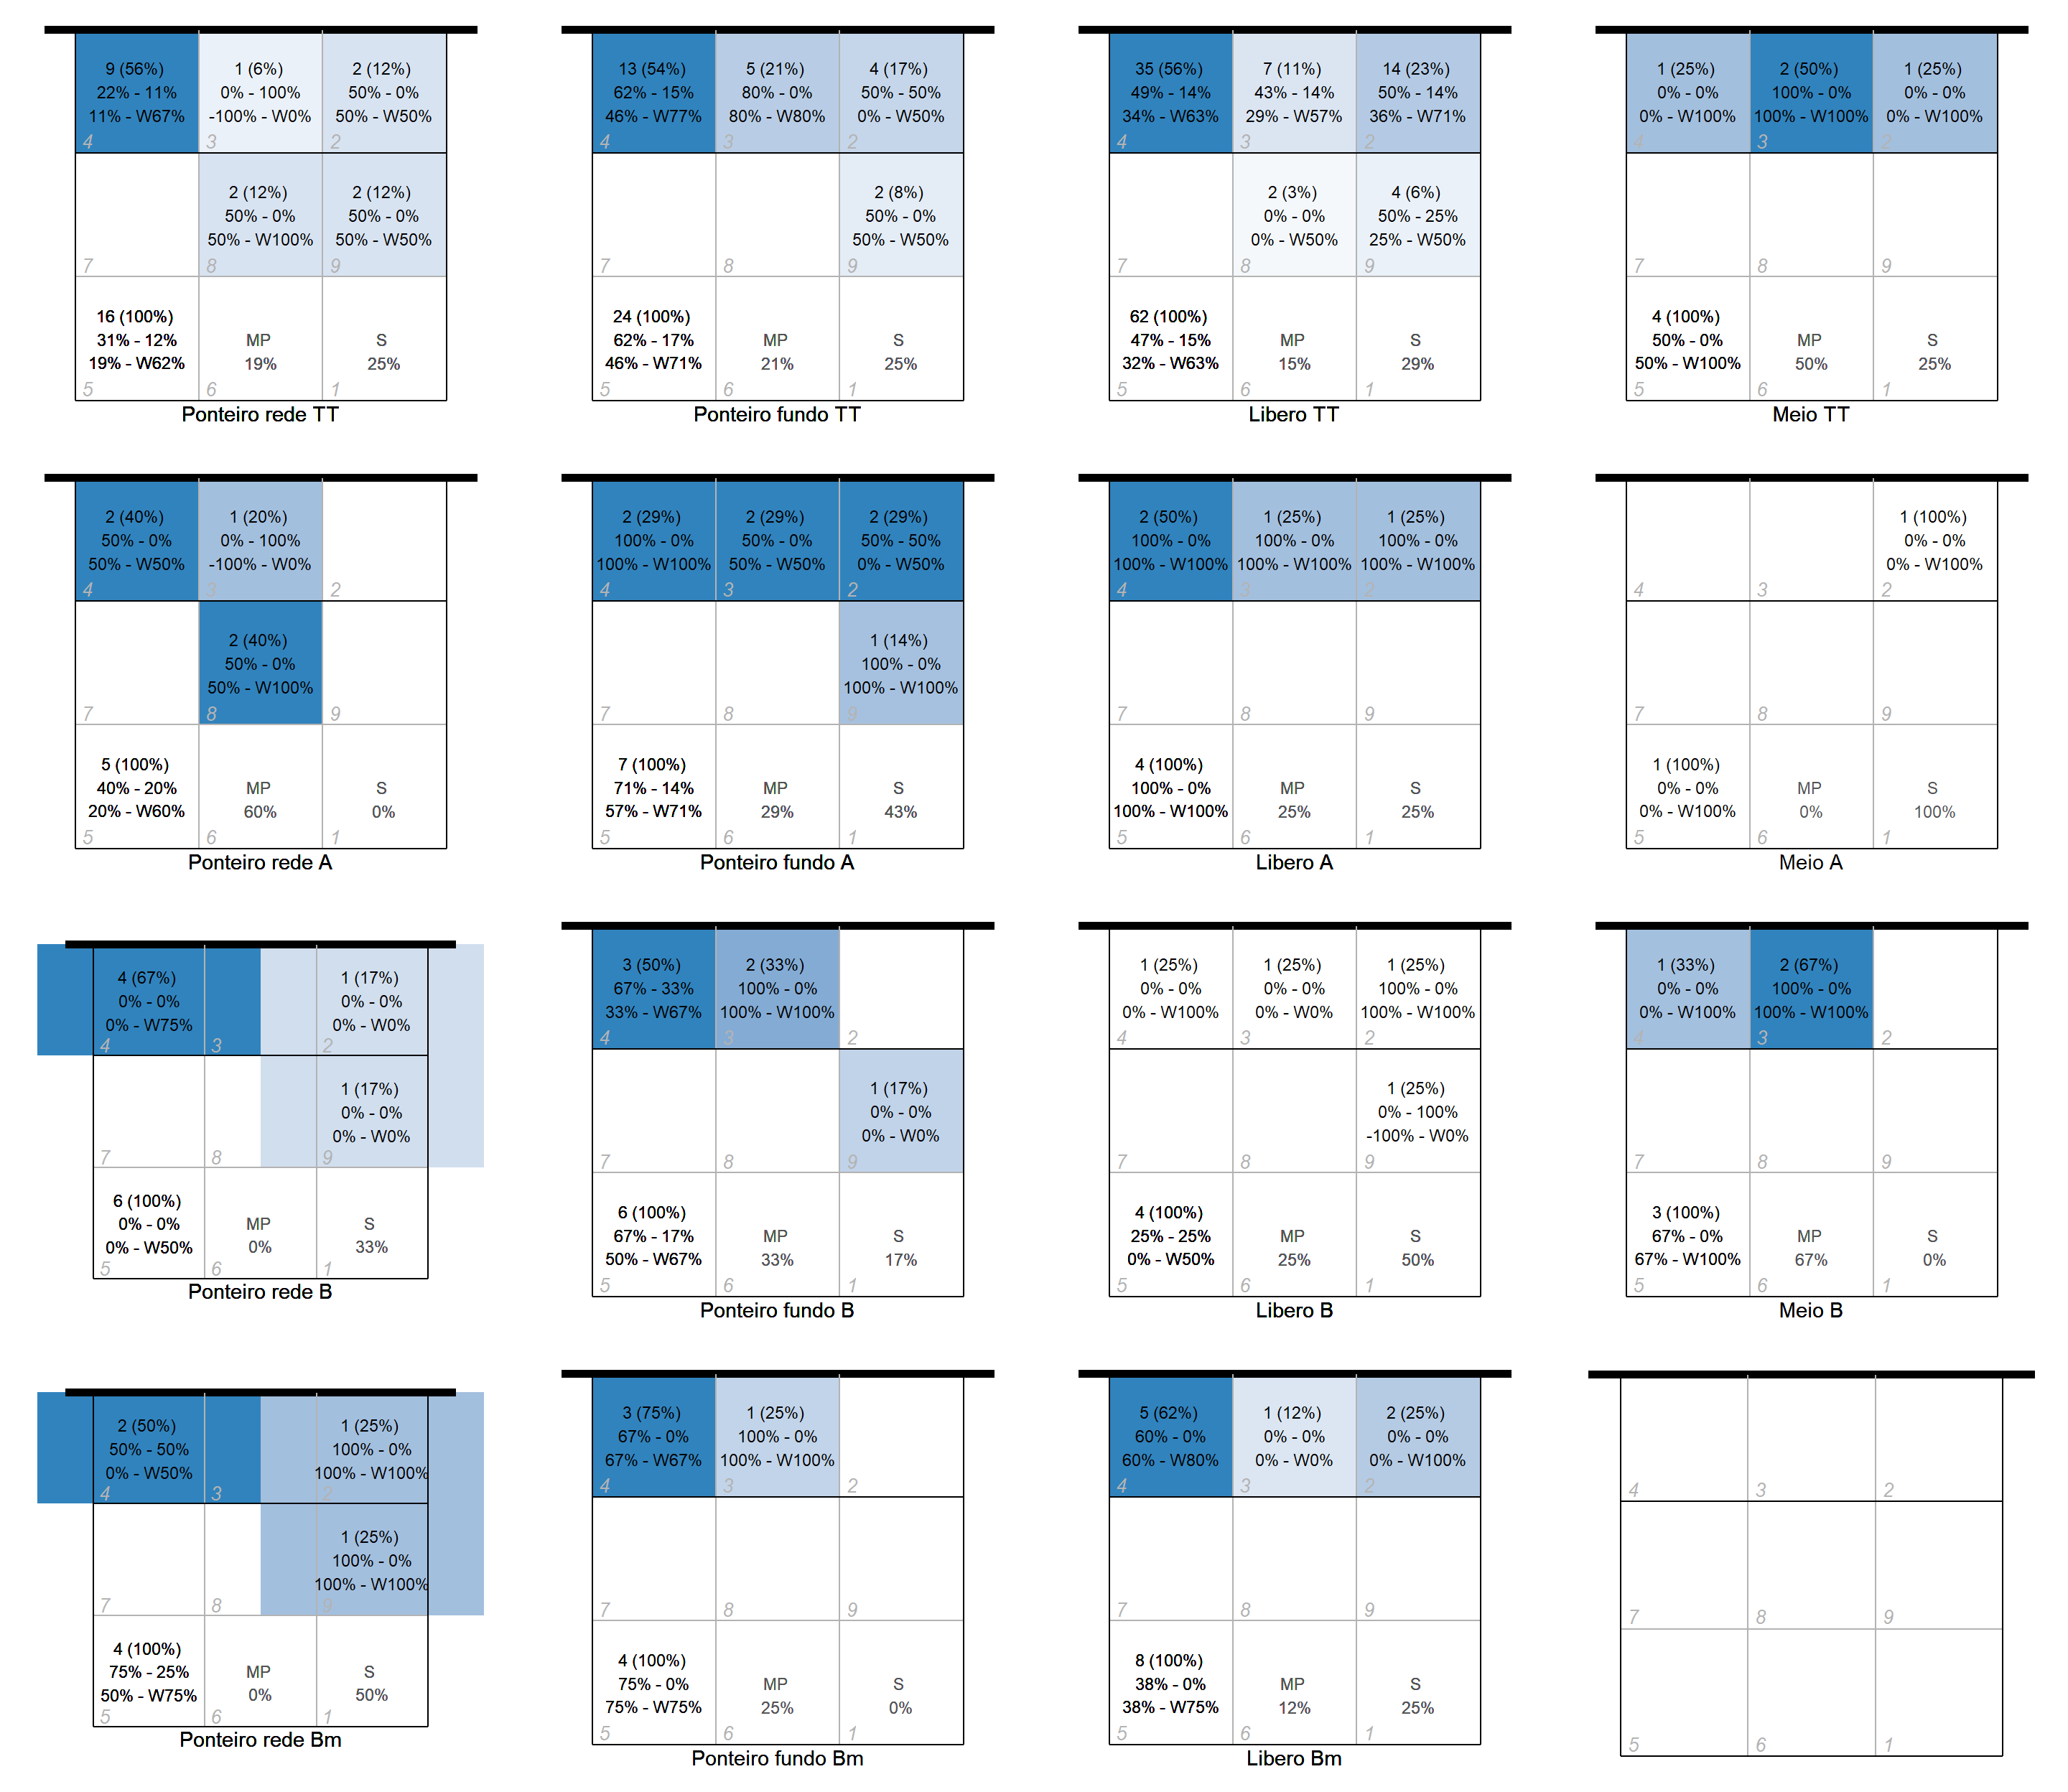 9 (56%)
22% - 11%
11% - W67%
4
1 (6%)
0% - 100%
-100% - W0%
3
2 (12%)
50% - 0%
50% - W50%
2
7
2 (12%)
50% - 0%
50% - W100%
8
2 (12%)
50% - 0%
50% - W50%
9
16 (100%)
31% - 12%
19% - W62%
5
MP
19%
6
S
25%
1
Ponteiro rede TT
13 (54%)
62% - 15%
46% - W77%
4
5 (21%)
80% - 0%
80% - W80%
3
4 (17%)
50% - 50%
0% - W50%
2
7
8
2 (8%)
50% - 0%
50% - W50%
9
24 (100%)
62% - 17%
46% - W71%
5
MP
21%
6
S
25%
1
Ponteiro fundo TT
35 (56%)
49% - 14%
34% - W63%
4
7 (11%)
43% - 14%
29% - W57%
3
14 (23%)
50% - 14%
36% - W71%
2
7
2 (3%)
0% - 0%
0% - W50%
8
4 (6%)
50% - 25%
25% - W50%
9
62 (100%)
47% - 15%
32% - W63%
5
MP
15%
6
S
29%
1
Libero TT
1 (25%)
0% - 0%
0% - W100%
4
2 (50%)
100% - 0%
100% - W100%
3
1 (25%)
0% - 0%
0% - W100%
2
7
8
9
4 (100%)
50% - 0%
50% - W100%
5
MP
50%
6
S
25%
1
Meio TT
2 (40%)
50% - 0%
50% - W50%
4
1 (20%)
0% - 100%
-100% - W0%
3
2
7
2 (40%)
50% - 0%
50% - W100%
8
9
5 (100%)
40% - 20%
20% - W60%
5
MP
60%
6
S
0%
1
Ponteiro rede A
2 (29%)
100% - 0%
100% - W100%
4
2 (29%)
50% - 0%
50% - W50%
3
2 (29%)
50% - 50%
0% - W50%
2
7
8
1 (14%)
100% - 0%
100% - W100%
9
7 (100%)
71% - 14%
57% - W71%
5
MP
29%
6
S
43%
1
Ponteiro fundo A
2 (50%)
100% - 0%
100% - W100%
4
1 (25%)
100% - 0%
100% - W100%
3
1 (25%)
100% - 0%
100% - W100%
2
7
8
9
4 (100%)
100% - 0%
100% - W100%
5
MP
25%
6
S
25%
1
Libero A
4
3
1 (100%)
0% - 0%
0% - W100%
2
7
8
9
1 (100%)
0% - 0%
0% - W100%
5
MP
0%
6
S
100%
1
Meio A
4 (67%)
0% - 0%
0% - W75%
4
3
1 (17%)
0% - 0%
0% - W0%
2
7
8
1 (17%)
0% - 0%
0% - W0%
9
6 (100%)
0% - 0%
0% - W50%
5
MP
0%
6
S
33%
1
Ponteiro rede B
3 (50%)
67% - 33%
33% - W67%
4
2 (33%)
100% - 0%
100% - W100%
3
2
7
8
1 (17%)
0% - 0%
0% - W0%
9
6 (100%)
67% - 17%
50% - W67%
5
MP
33%
6
S
17%
1
Ponteiro fundo B
1 (25%)
0% - 0%
0% - W100%
4
1 (25%)
0% - 0%
0% - W0%
3
1 (25%)
100% - 0%
100% - W100%
2
7
8
1 (25%)
0% - 100%
-100% - W0%
9
4 (100%)
25% - 25%
0% - W50%
5
MP
25%
6
S
50%
1
Libero B
1 (33%)
0% - 0%
0% - W100%
4
2 (67%)
100% - 0%
100% - W100%
3
2
7
8
9
3 (100%)
67% - 0%
67% - W100%
5
MP
67%
6
S
0%
1
Meio B
2 (50%)
50% - 50%
0% - W50%
4
3
1 (25%)
100% - 0%
100% - W100%
2
7
8
1 (25%)
100% - 0%
100% - W100%
9
4 (100%)
75% - 25%
50% - W75%
5
MP
0%
6
S
50%
1
Ponteiro rede Bm
3 (75%)
67% - 0%
67% - W67%
4
1 (25%)
100% - 0%
100% - W100%
3
2
7
8
9
4 (100%)
75% - 0%
75% - W75%
5
MP
25%
6
S
0%
1
Ponteiro fundo Bm
5 (62%)
60% - 0%
60% - W80%
4
1 (12%)
0% - 0%
0% - W0%
3
2 (25%)
0% - 0%
0% - W100%
2
7
8
9
8 (100%)
38% - 0%
38% - W75%
5
MP
12%
6
S
25%
1
Libero Bm
4
3
2
7
8
9
5
6
1